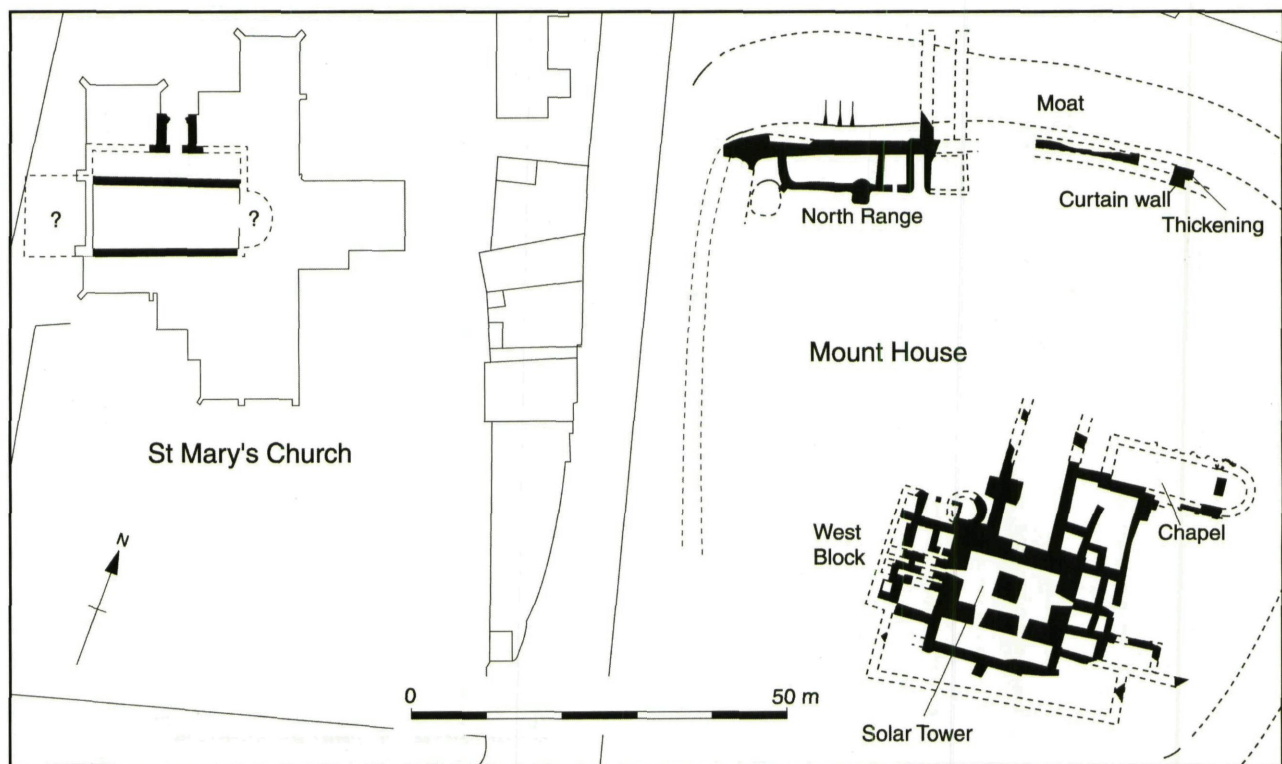 Moat
Curtain wall
Thickening
North Range
?
?
Mount House
St Mary's Church
West
Block
Chapel
N
0
50 m
Solar Tower